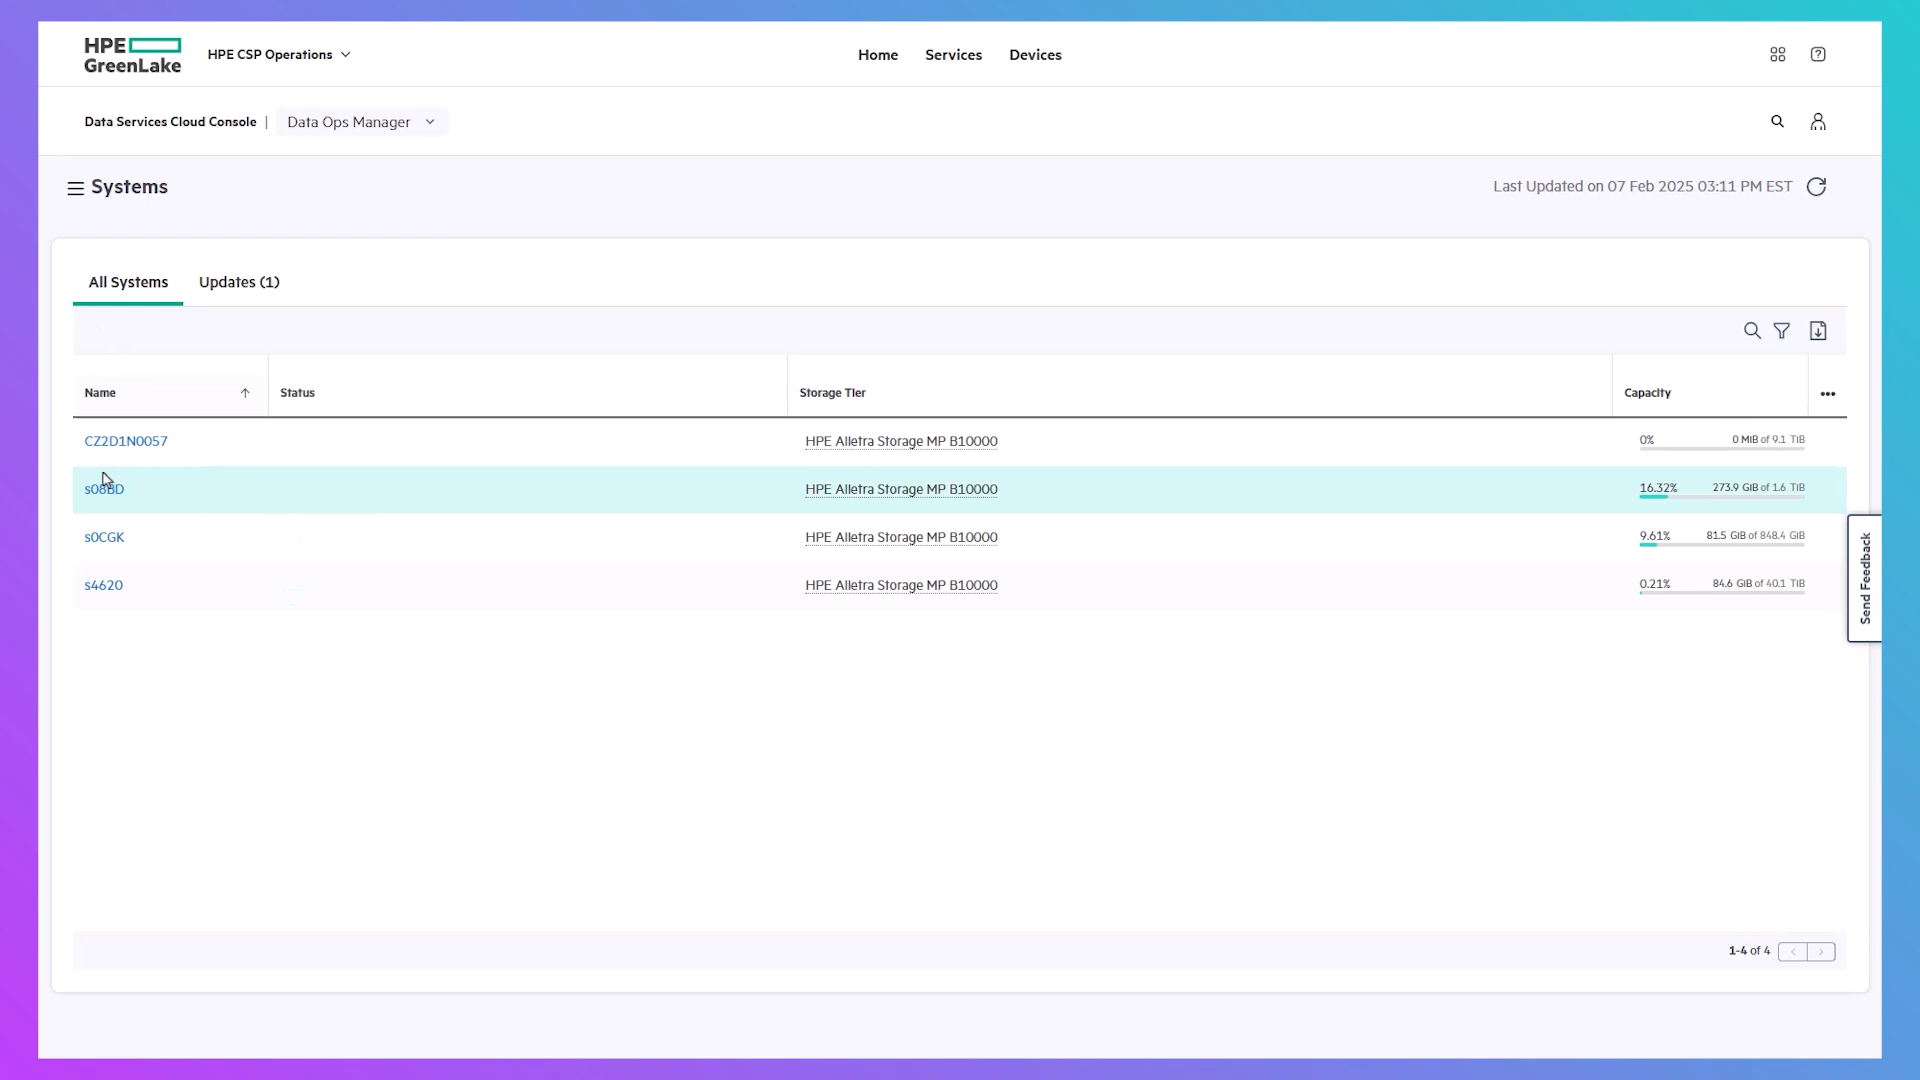 HPE
GreenLake
HPE CSP Operations
Home Services Devices
Data Services Cloud Console | Data Ops Manager
Systems
Last Updated on 07 Feb 2025 03:11 PM EST
All Systems Updates (1)
Name Status Storage Tier Capacity
CZ2D1N0057 HPE Alletra Storage MP B10000 0% 0 MiB of 9.1 TiB
s08BD HPE Alletra Storage MP B10000 16.32% 273.9 GiB of 1.6 TiB
s0CGK HPE Alletra Storage MP B10000 9.61% 81.5 GiB of 848.4 GiB
s4620 HPE Alletra Storage MP B10000 0.21% 84.6 GiB of 40.1 TiB
Send Feedback
1-4 of 4